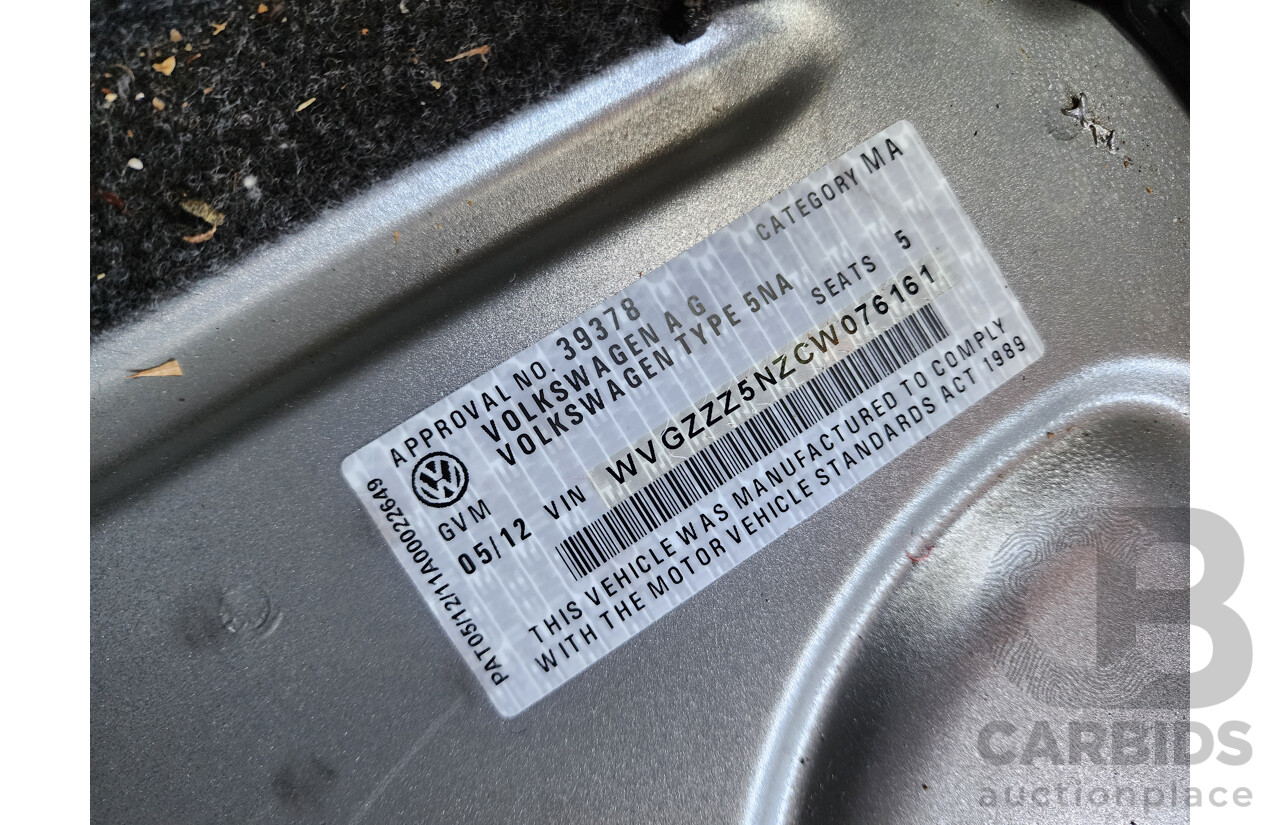 APPROVAL NO. 39378 CATEGORY MA
VOLKSWAGEN A G
VOLKSWAGEN TYPE 5NA SEATS 5
GVM
05/12 VIN WVGZZZ5NZCW076161
THIS VEHICLE WAS MANUFACTURED TO COMPLY
WITH THE MOTOR VEHICLE STANDARDS ACT 1989
PAT05/12/11A00022649
B
CARBIDS
auctionplace